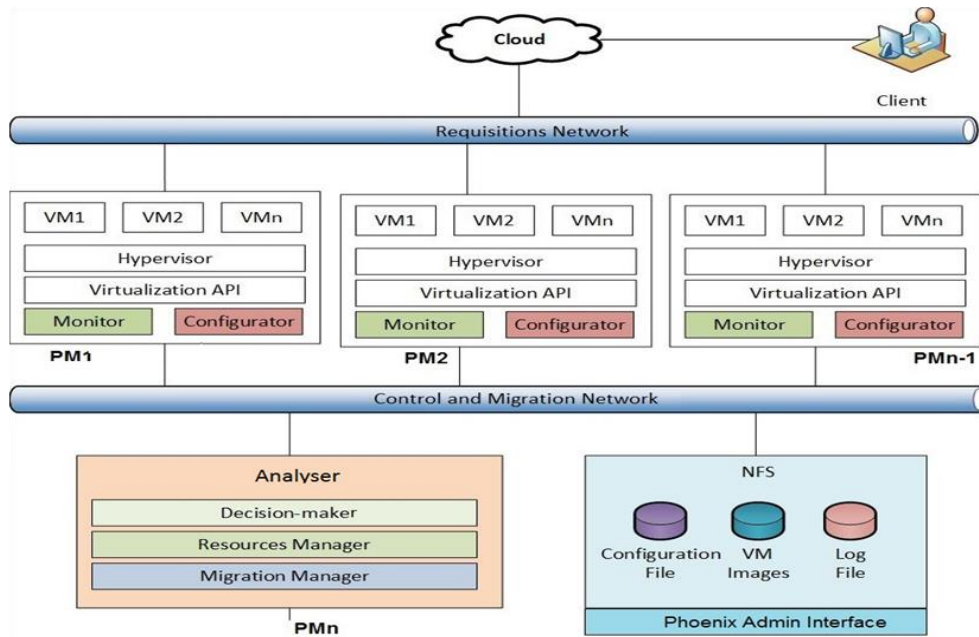 Cloud
Client
Requisitions Network
VM1 VM2 VMn
Hypervisor
Virtualization API
Monitor Configurator
PM1
VM1 VM2 VMn
Hypervisor
Virtualization API
Monitor Configurator
PM2
VM1 VM2 VMn
Hypervisor
Virtualization API
Monitor Configurator
PMn-1
Control and Migration Network
Analyser
Decision-maker
Resources Manager
Migration Manager
PMn
NFS
Configuration
File
VM
Images
Log
File
Phoenix Admin Interface